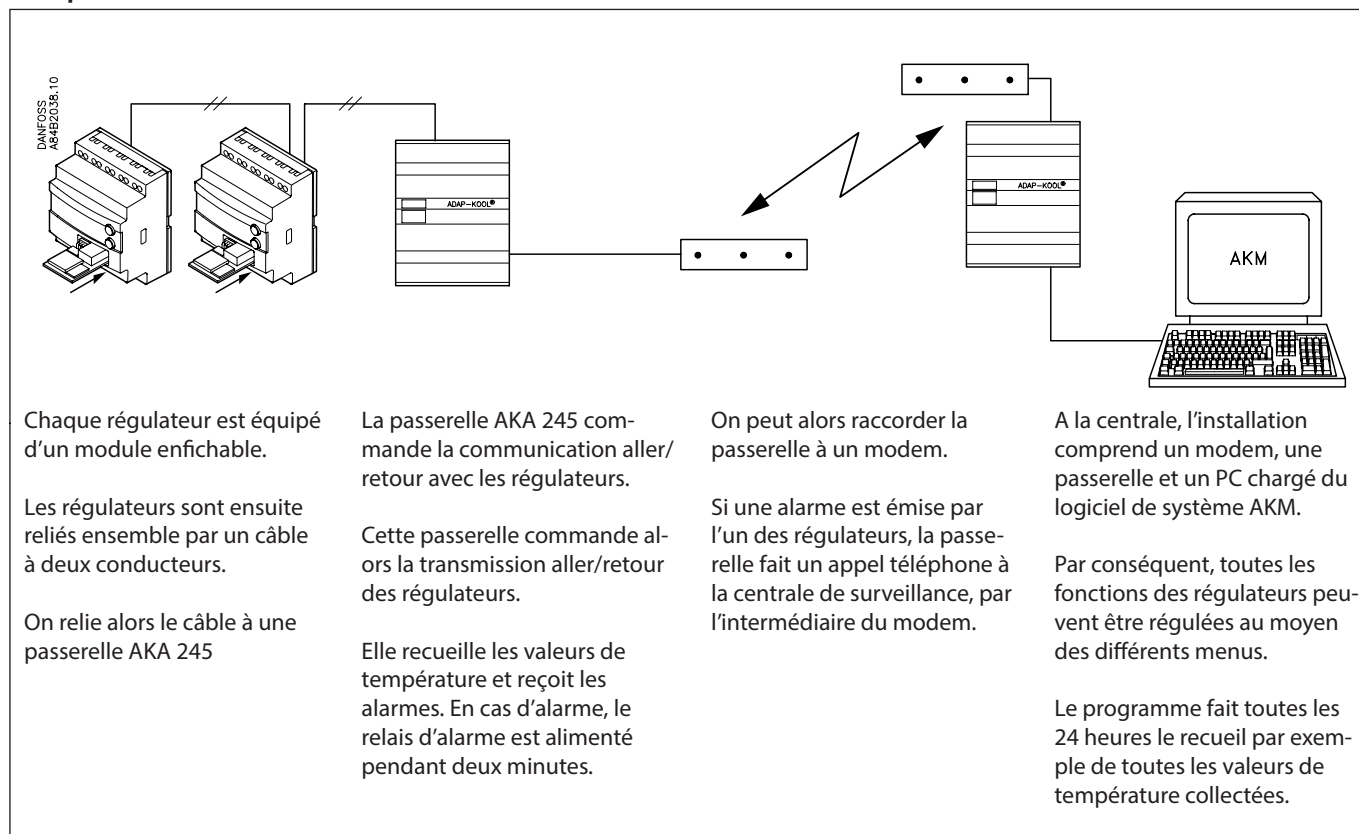 DANFOSS
A84B2038.10
ADAP-KOOL®
ADAP-KOOL®
AKM
Chaque régulateur est équipé
d'un module enfichable.
Les régulateurs sont ensuite
reliés ensemble par un câble
à deux conducteurs.
On relie alors le câble à une
passerelle AKA 245
La passerelle AKA 245 com-
mande la communication aller/
retour avec les régulateurs.
Cette passerelle commande al-
ors la transmission aller/retour
des régulateurs.
Elle recueille les valeurs de
température et reçoit les
alarmes. En cas d'alarme, le
relais d'alarme est alimenté
pendant deux minutes.
On peut alors raccorder la
passerelle à un modem.
Si une alarme est émise par
l'un des régulateurs, la passe-
relle fait un appel téléphone à
la centrale de surveillance, par
l'intermédiaire du modem.
A la centrale, l'installation
comprend un modem, une
passerelle et un PC chargé du
logiciel de système AKM.
Par conséquent, toutes les
fonctions des régulateurs peu-
vent être régulées au moyen
des différents menus.
Le programme fait toutes les
24 heures le recueil par exem-
ple de toutes les valeurs de
température collectées.